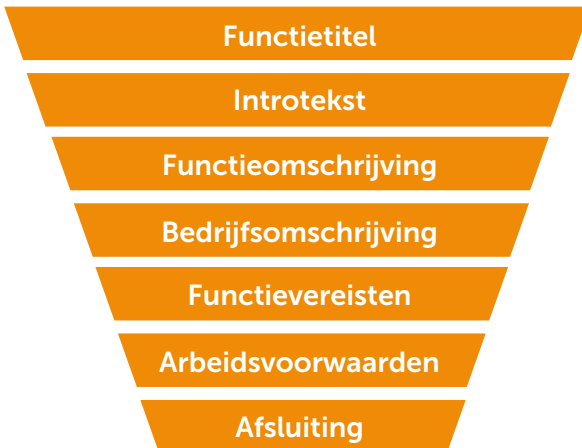 Functietitel
Introtekst
Functieomschrijving
Bedrijfsomschrijving
Functievereisten
Arbeidsvoorwaarden
Afsluiting